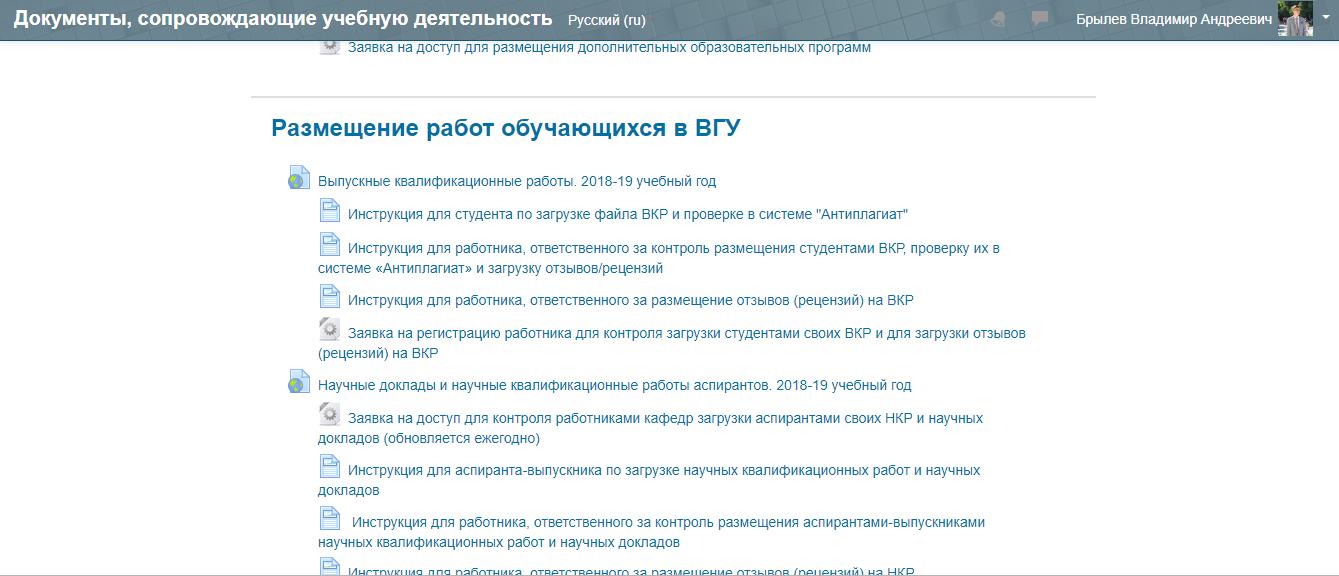 Документы, сопровождающие учебную деятельность Русский (ru) Брылев Владимир Андреевич
Заявка на доступ для размещения дополнительных образовательных программ
Размещение работ обучающихся в ВГУ
Выпускные квалификационные работы. 2018-19 учебный год
Инструкция для студента по загрузке файла ВКР и проверке в системе "Антиплагиат"
Инструкция для работника, ответственного за контроль размещения студентами ВКР, проверку их в
системе «Антиплагиат» и загрузку отзывов/рецензий
Инструкция для работника, ответственного за размещение отзывов (рецензий) на ВКР
Заявка на регистрацию работника для контроля загрузки студентами своих ВКР и для загрузки отзывов
(рецензий) на ВКР
Научные доклады и научные квалификационные работы аспирантов. 2018-19 учебный год
Заявка на доступ для контроля работниками кафедр загрузки аспирантами своих НКР и научных
докладов (обновляется ежегодно)
Инструкция для аспиранта-выпускника по загрузке научных квалификационных работ и научных
докладов
Инструкция для работника, ответственного за контроль размещения аспирантами-выпускниками
научных квалификационных работ и научных докладов
Инструкция для работника, ответственного за размещение отзывов (рецензий) на НКР